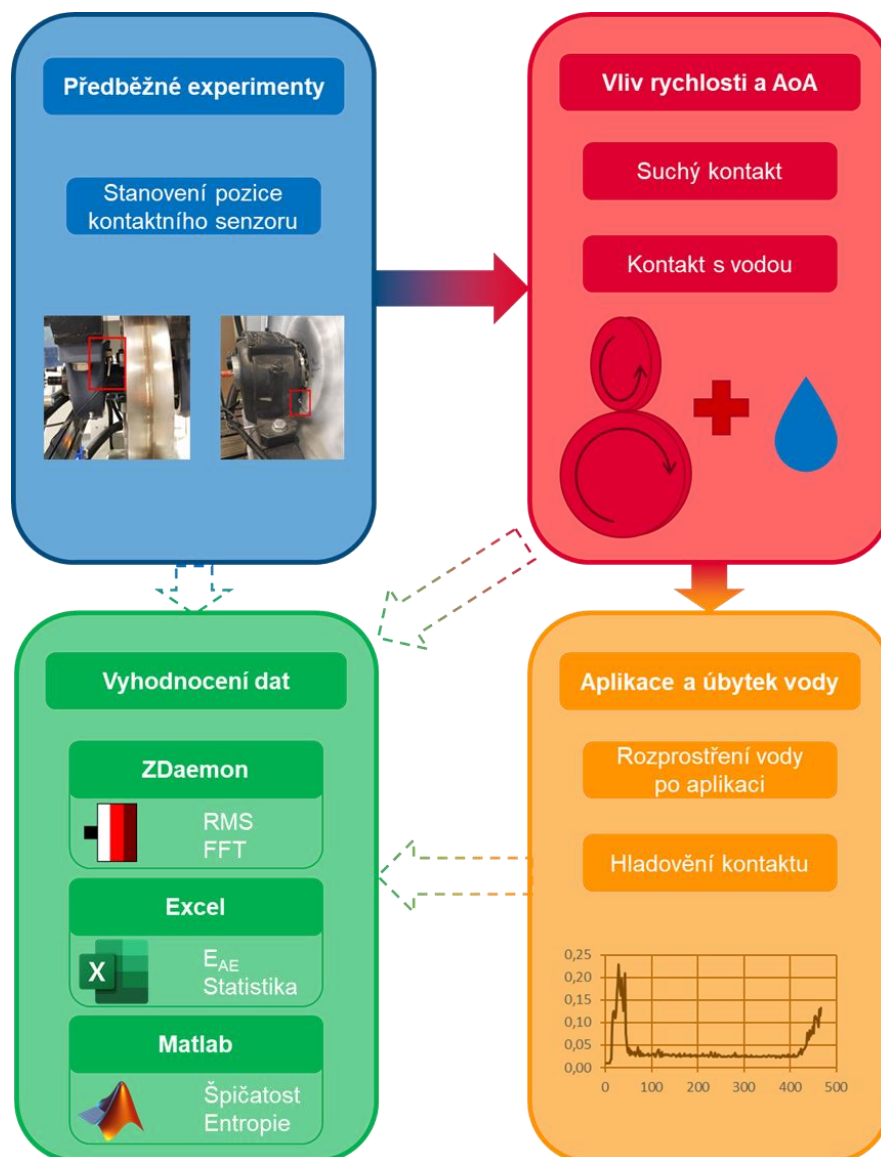 Předběžné experimenty
Stanovení pozice
kontaktního senzoru
Vliv rychlosti a AoA
Suchý kontakt
Kontakt s vodou
Vyhodnocení dat
ZDaemon
RMS
FFT
Excel
X
E_AE
Statistika
Matlab
Špičatost
Entropie
Aplikace a úbytek vody
Rozprostření vody
po aplikaci
Hladovění kontaktu
0,25
0,20
0,15
0,10
0,05
0,00
0 100 200 300 400 500